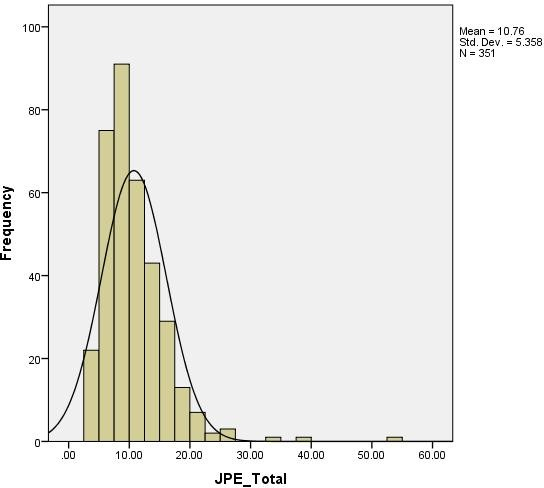 Mean = 10.76
Std. Dev. = 5.358
N = 351
100
80
60
40
20
0
Frequency
.00 10.00 20.00 30.00 40.00 50.00 60.00
JPE_Total